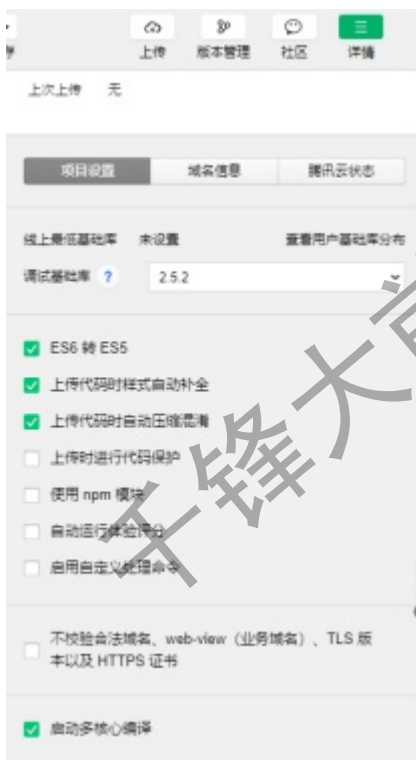 上传 版本管理 社区 详情
上次上传 无
项目设置 域名信息 腾讯云状态
线上最低基础库 未设置 查看用户基础库分布
调试基础库 ? 2.5.2
ES6 转 ES5
上传代码时样式自动补全
上传代码时自动压缩混淆
上传时进行代码保护
使用 npm 模块
自动运行体验评分
启用自定义处理命令
不校验合法域名、web-view（业务域名）、TLS 版
本以及 HTTPS 证书
启动多核心编译
千锋大前